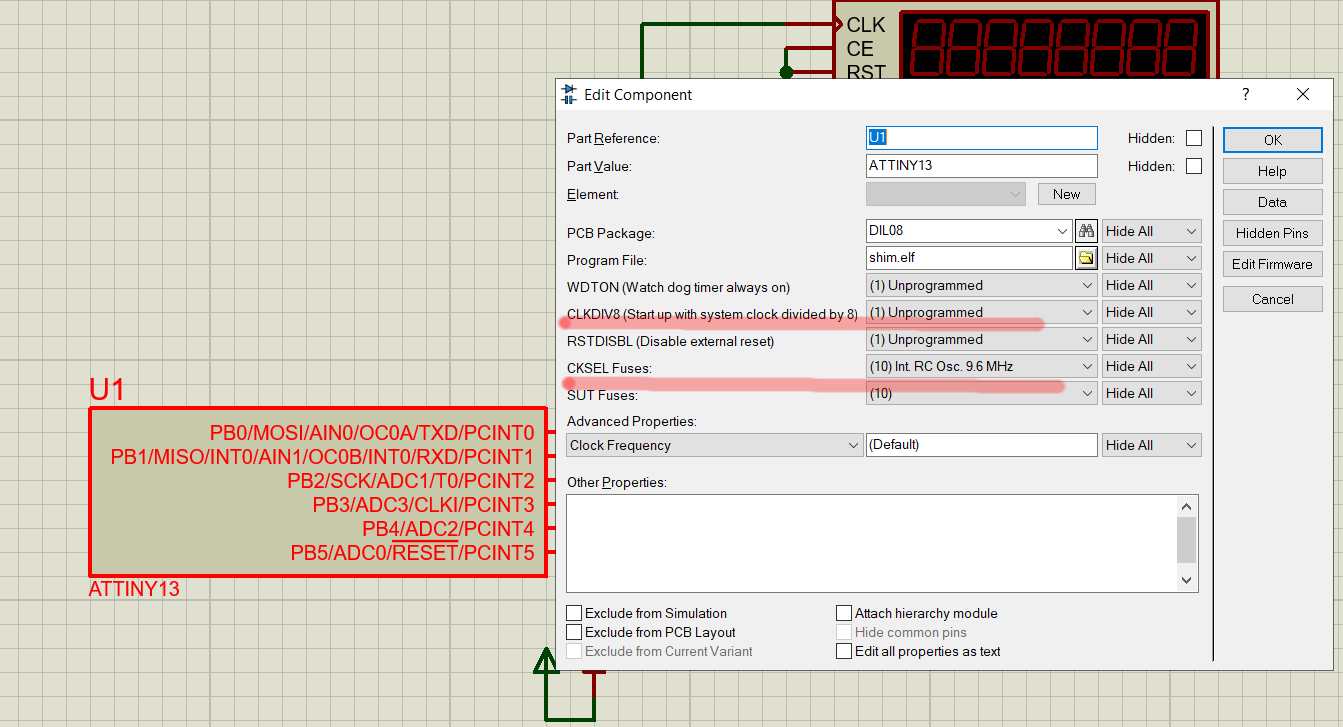 CLK
CE
RST
Edit Component
?
Part Reference:
U1
Hidden:
OK
Part Value:
ATTINY13
Hidden:
Help
Element:
New
Data
PCB Package:
DIL08
Hide All
Hidden Pins
Program File:
shim.elf
Hide All
Edit Firmware
WDTON (Watch dog timer always on)
(1) Unprogrammed
Hide All
Cancel
CLKDIV8 (Start up with system clock divided by 8)
(1) Unprogrammed
Hide All
RSTDISBL (Disable external reset)
(1) Unprogrammed
Hide All
CKSEL Fuses:
(10) Int. RC Osc. 9.6 MHz
Hide All
SUT Fuses:
(10)
Hide All
Advanced Properties:
Clock Frequency
(Default)
Hide All
Other Properties:
Exclude from Simulation
Attach hierarchy module
Exclude from PCB Layout
Hide common pins
Exclude from Current Variant
Edit all properties as text
U1
PB0/MOSI/AIN0/OC0A/TXD/PCINT0
PB1/MISO/INT0/AIN1/OC0B/INT0/RXD/PCINT1
PB2/SCK/ADC1/T0/PCINT2
PB3/ADC3/CLKI/PCINT3
PB4/ADC2/PCINT4
PB5/ADC0/RESET/PCINT5
ATTINY13